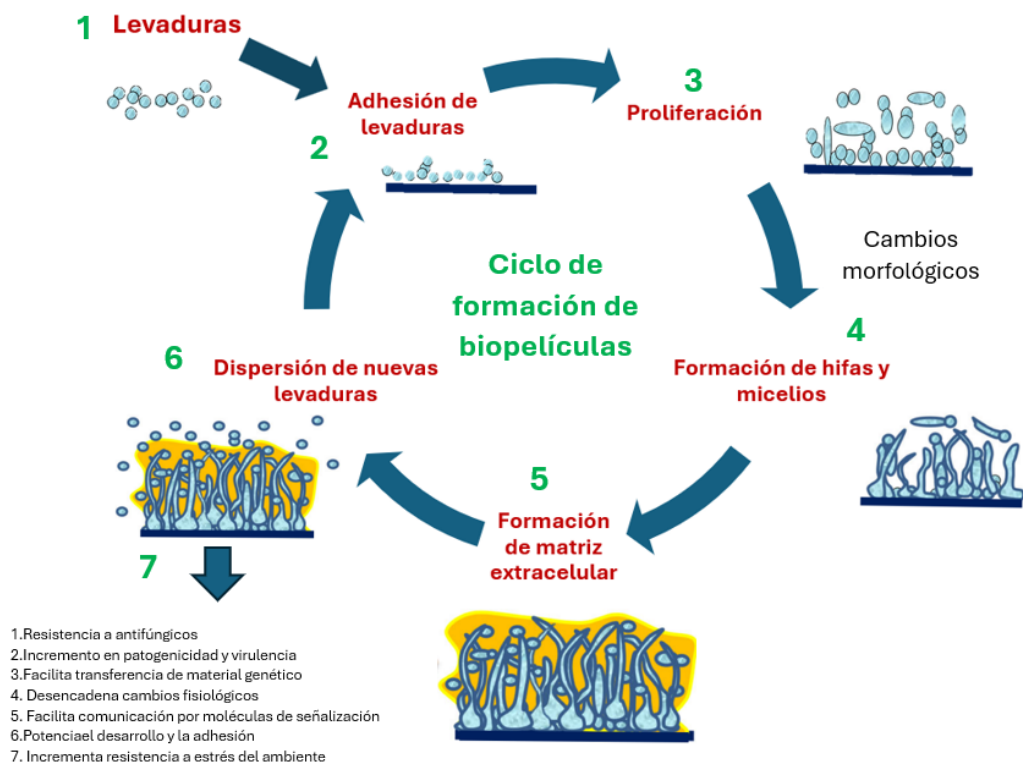 1 Levaduras
Adhesión de
levaduras
2
3
Proliferación
Cambios
morfológicos
4
Formación de hifas y
micelios
5
Formación
de matriz
extracelular
6
Dispersión de nuevas
levaduras
Ciclo de
formación de
biopelículas
7
1.Resistencia a antifúngicos
2.Incremento en patogenicidad y virulencia
3.Facilita transferencia de material genético
4. Desencadena cambios fisiológicos
5. Facilita comunicación por moléculas de señalización
6.Potenciael desarrollo y la adhesión
7. Incrementa resistencia a estrés del ambiente